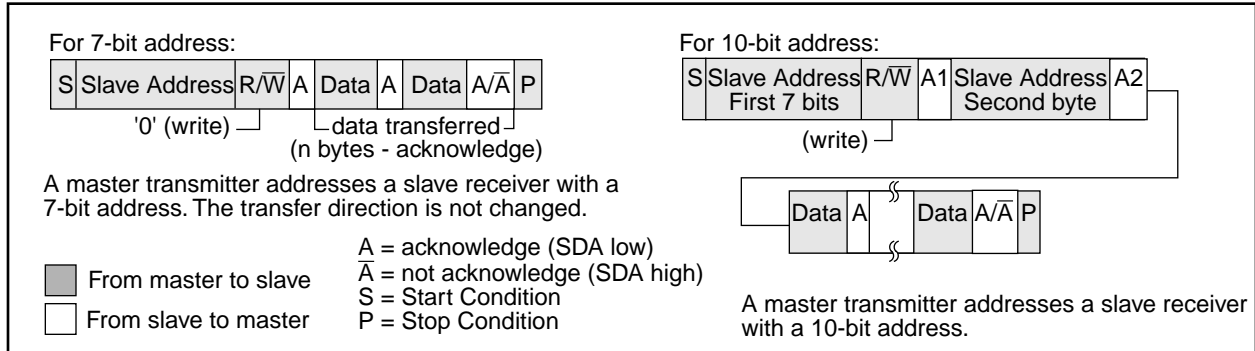 For 7-bit address:
S Slave Address R/W̅ A Data A Data A/A̅ P
'0' (write)
data transferred
(n bytes - acknowledge)
A master transmitter addresses a slave receiver with a
7-bit address. The transfer direction is not changed.
From master to slave
From slave to master
A = acknowledge (SDA low)
A̅ = not acknowledge (SDA high)
S = Start Condition
P = Stop Condition
For 10-bit address:
S Slave Address First 7 bits R/W̅ A1 Slave Address Second byte A2
(write)
Data A Data A/A̅ P
A master transmitter addresses a slave receiver
with a 10-bit address.